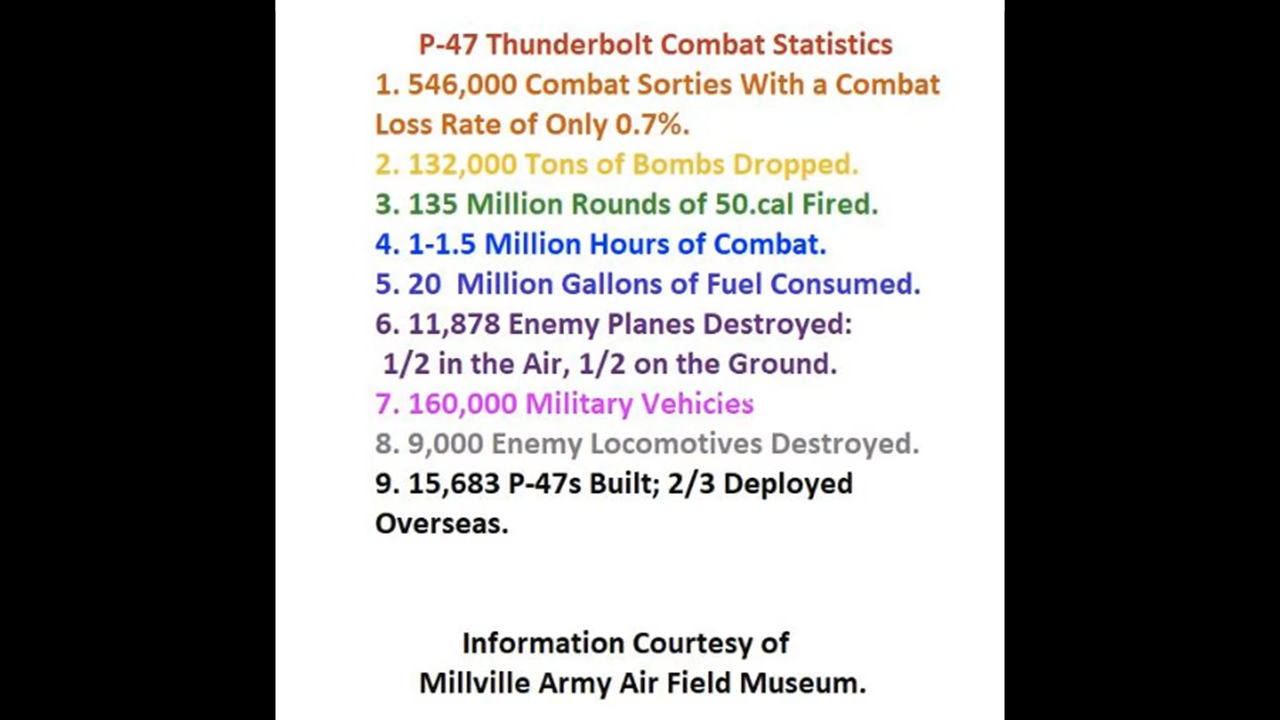 P-47 Thunderbolt Combat Statistics
1. 546,000 Combat Sorties With a Combat
Loss Rate of Only 0.7%.
2. 132,000 Tons of Bombs Dropped.
3. 135 Million Rounds of 50.cal Fired.
4. 1-1.5 Million Hours of Combat.
5. 20  Million Gallons of Fuel Consumed.
6. 11,878 Enemy Planes Destroyed:
1/2 in the Air, 1/2 on the Ground.
7. 160,000 Military Vehicies
8. 9,000 Enemy Locomotives Destroyed.
9. 15,683 P-47s Built; 2/3 Deployed
Overseas.
Information Courtesy of
Millville Army Air Field Museum.